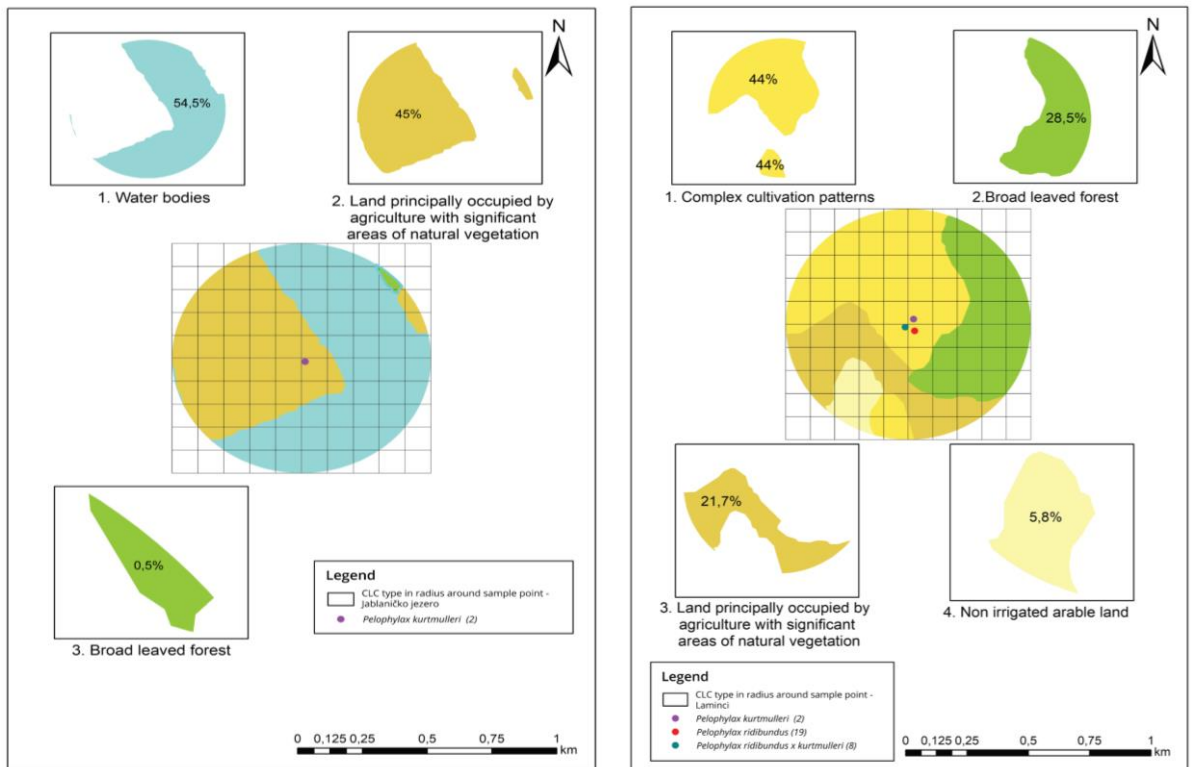 N
54,5%
1. Water bodies
45%
2. Land principally occupied by
agriculture with significant
areas of natural vegetation
0,5%
3. Broad leaved forest
Legend
CLC type in radius around sample point -
Jablaničko jezero
Pelophylax kurtmulleri (2)
0 0,125 0,25 0,5 0,75 1
km
N
44%
44%
1. Complex cultivation patterns
28,5%
2.Broad leaved forest
21,7%
3. Land principally occupied by
agriculture with significant
areas of natural vegetation
5,8%
4. Non irrigated arable land
Legend
CLC type in radius around sample point -
Laminci
Pelophylax kurtmulleri (2)
Pelophylax ridibundus (19)
Pelophylax ridibundus x kurtmulleri (8)
0 0,125 0,25 0,5 0,75 1
km